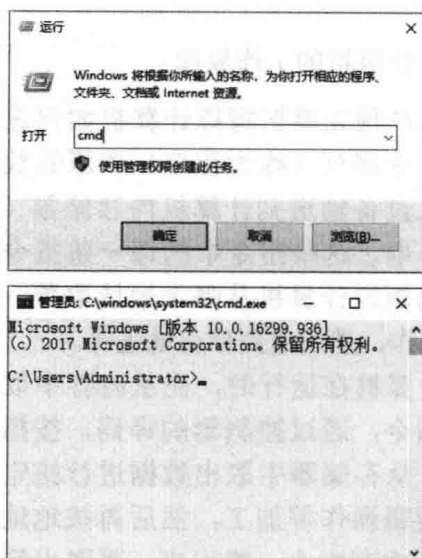 运行
Windows 将根据你所输入的名称，为你打开相应的程序、
文件夹、文档或 Internet 资源。
打开
cmd
使用管理权限创建此任务。
确定
取消
浏览(B)...
管理员: C:\windows\system32\cmd.exe
Microsoft Windows [版本 10.0.16299.936]
(c) 2017 Microsoft Corporation。保留所有权利。
C:\Users\Administrator>